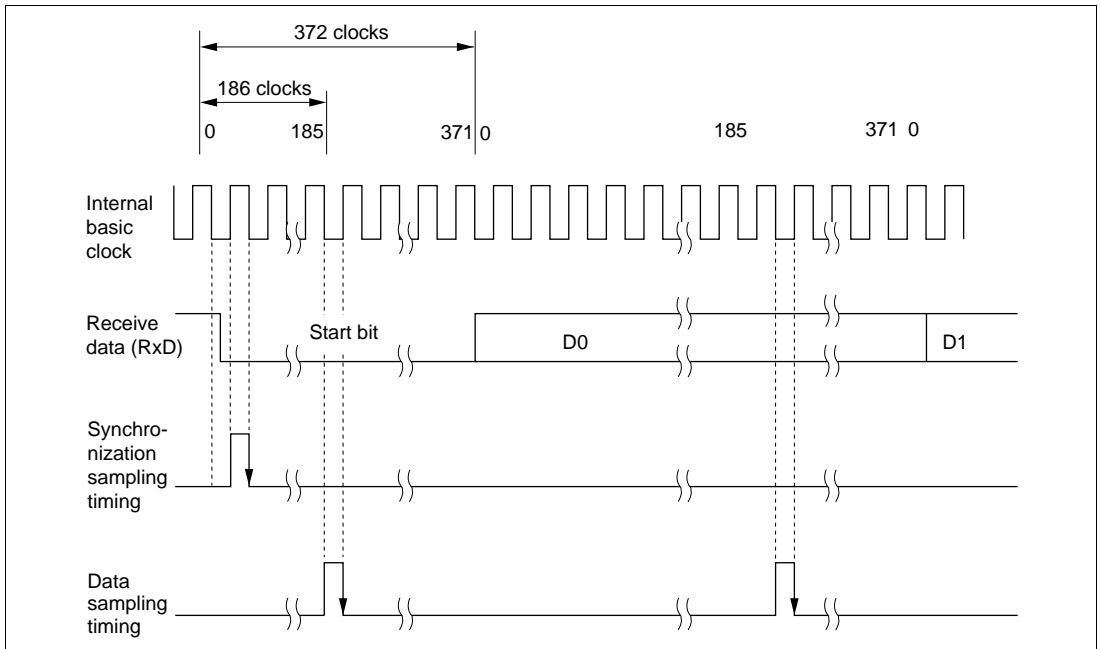 372 clocks
186 clocks
0 185 371 0 185 371 0
Internal
basic
clock
Receive
data (RxD)
Start bit
D0
D1
Synchro-
nization
sampling
timing
Data
sampling
timing